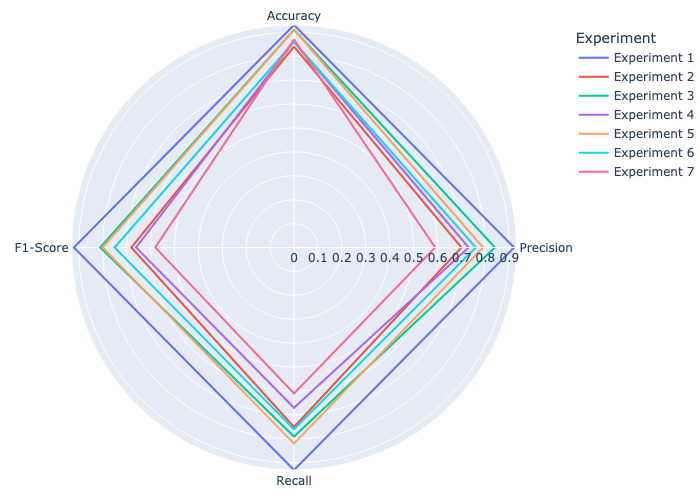 Accuracy
Experiment
Experiment 1
Experiment 2
Experiment 3
Experiment 4
Experiment 5
Experiment 6
Experiment 7
F1-Score
Precision
0 0.1 0.2 0.3 0.4 0.5 0.6 0.7 0.8 0.9
Recall